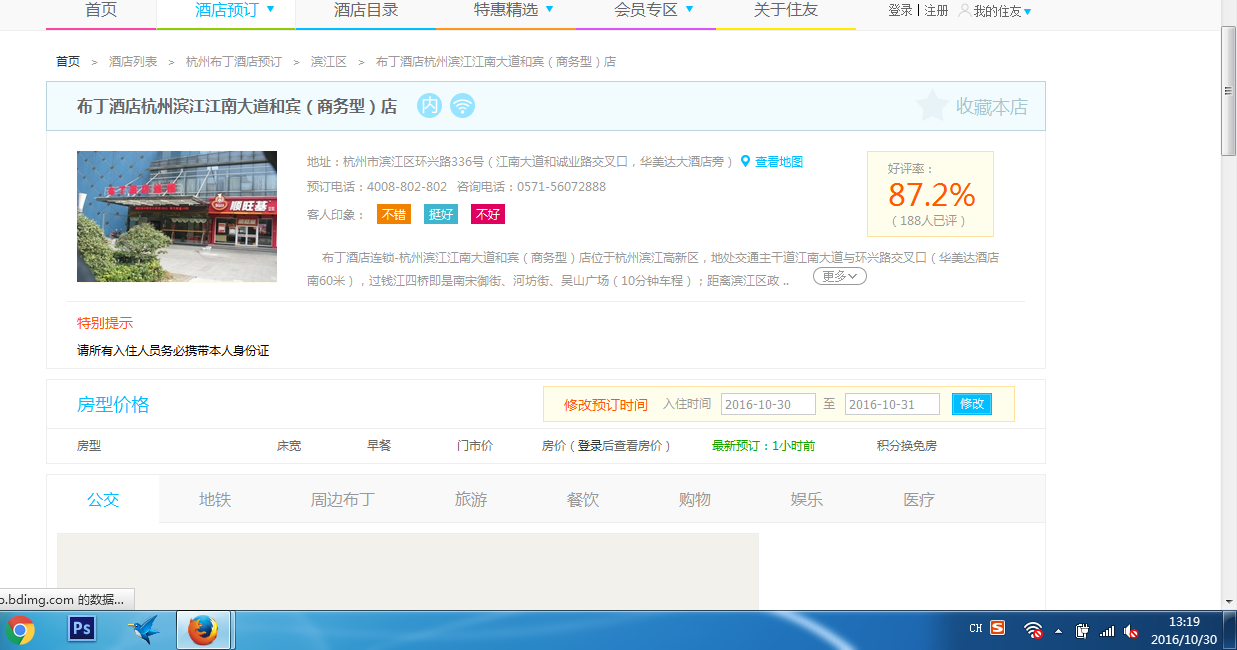 首页 酒店预订 酒店目录 特惠精选 会员专区 关于住友 登录 | 注册 我的住友
首页 > 酒店列表 > 杭州布丁酒店预订 > 滨江区 > 布丁酒店杭州滨江江南大道和宾（商务型）店
布丁酒店杭州滨江江南大道和宾（商务型）店 内 收藏本店
地址：杭州市滨江区环兴路336号（江南大道和诚业路交叉口，华美达大酒店旁） 查看地图
预订电话：4008-802-802 咨询电话：0571-56072888
客人印象： 不错 挺好 不好
好评率：
87.2%
（188人已评）
顺旺基
布丁酒店连锁-杭州滨江江南大道和宾（商务型）店位于杭州滨江高新区，地处交通主干道江南大道与环兴路交叉口（华美达酒店
南60米），过钱江四桥即是南宋御街、河坊街、吴山广场（10分钟车程）；距离滨江区政 .. 更多
特别提示
请所有入住人员务必携带本人身份证
房型价格 修改预订时间 入住时间 2016-10-30 至 2016-10-31 修改
房型 床宽 早餐 门市价 房价（登录后查看房价） 最新预订：1小时前 积分换免房
公交 地铁 周边布丁 旅游 餐饮 购物 娱乐 医疗
o.bdimg.com 的数据...
Ps CH S 13:19
2016/10/30